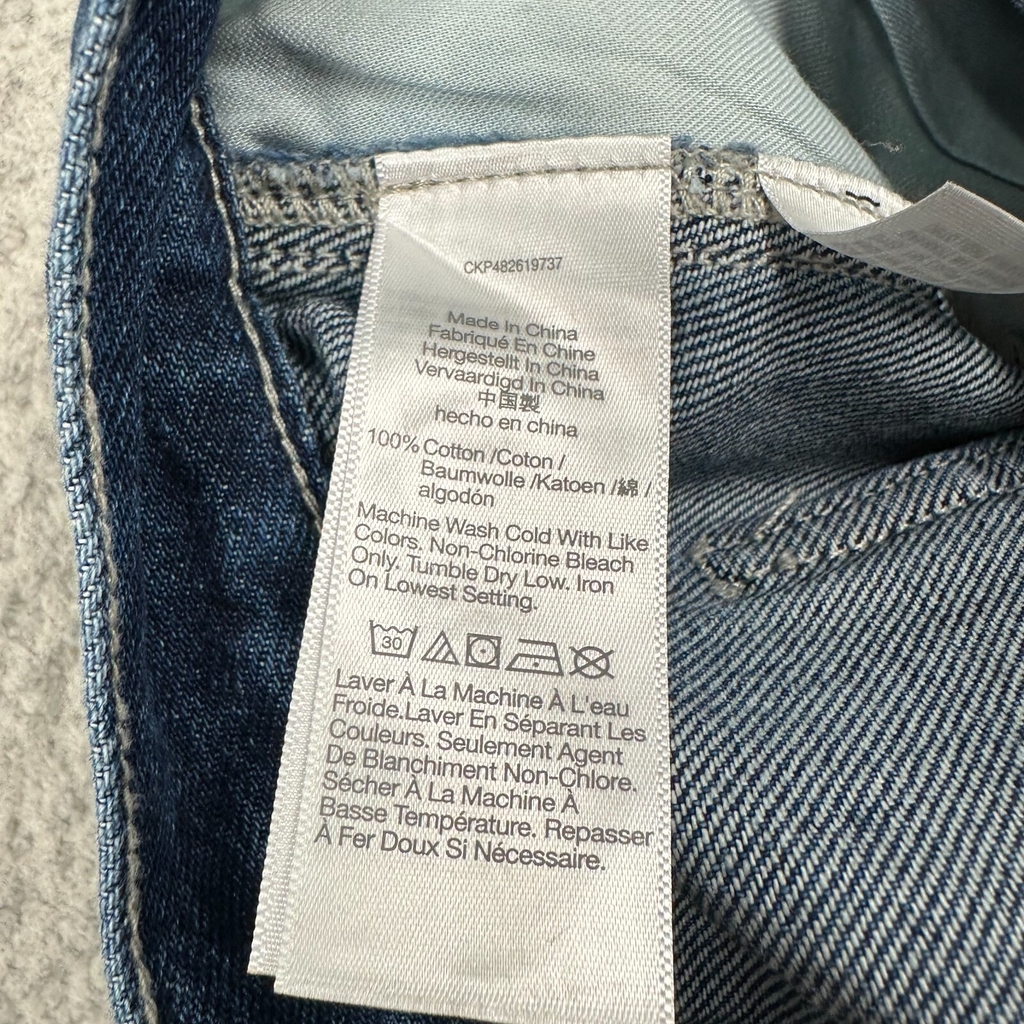 CKP482619737
Made In China
Fabriqué En Chine
Hergestellt In China
Vervaardigd In China
中国製
hecho en china
100% Cotton /Coton /
Baumwolle /Katoen /綿 /
algodón
Machine Wash Cold With Like
Colors. Non-Chlorine Bleach
Only. Tumble Dry Low. Iron
On Lowest Setting.
30
Laver À La Machine À L'eau
Froide.Laver En Séparant Les
Couleurs. Seulement Agent
De Blanchiment Non-Chlore.
Sécher À La Machine À
Basse Température. Repasser
À Fer Doux Si Nécessaire.